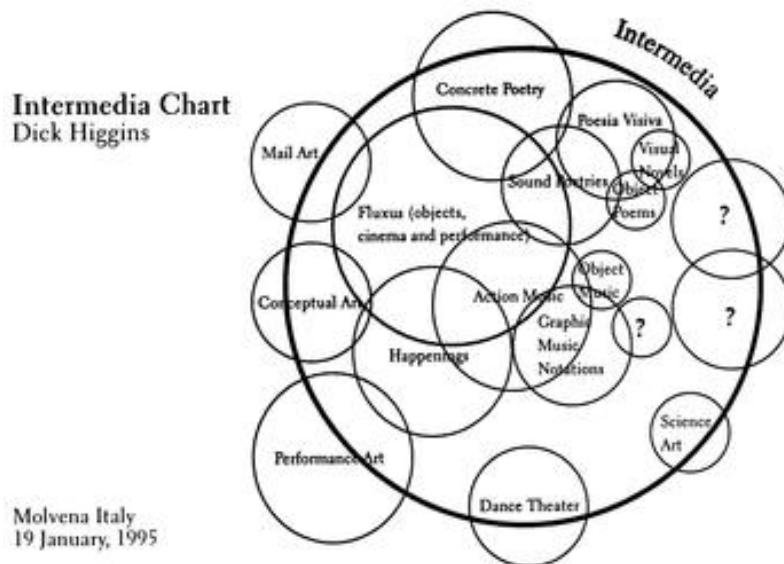 Intermedia Chart
Dick Higgins
Intermedia
Concrete Poetry
Poesia Visiva
Mail Art
Visual
Novels
Sound Poetries
Object
Poems
Fluxus (objects,
cinema and performance)
?
Object
Music
Conceptual Art
Action Music
?
Graphic
Music
Notations
?
Happenings
Science
Art
Performance Art
Dance Theater
Molvena Italy
19 January, 1995